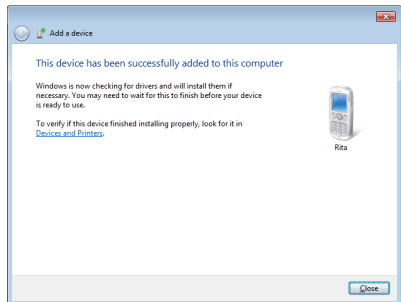 Add a device
This device has been successfully added to this computer
Windows is now checking for drivers and will install them if
necessary. You may need to wait for this to finish before your device
is ready to use.
To verify if this device finished installing properly, look for it in
Devices and Printers.
Rita
Close